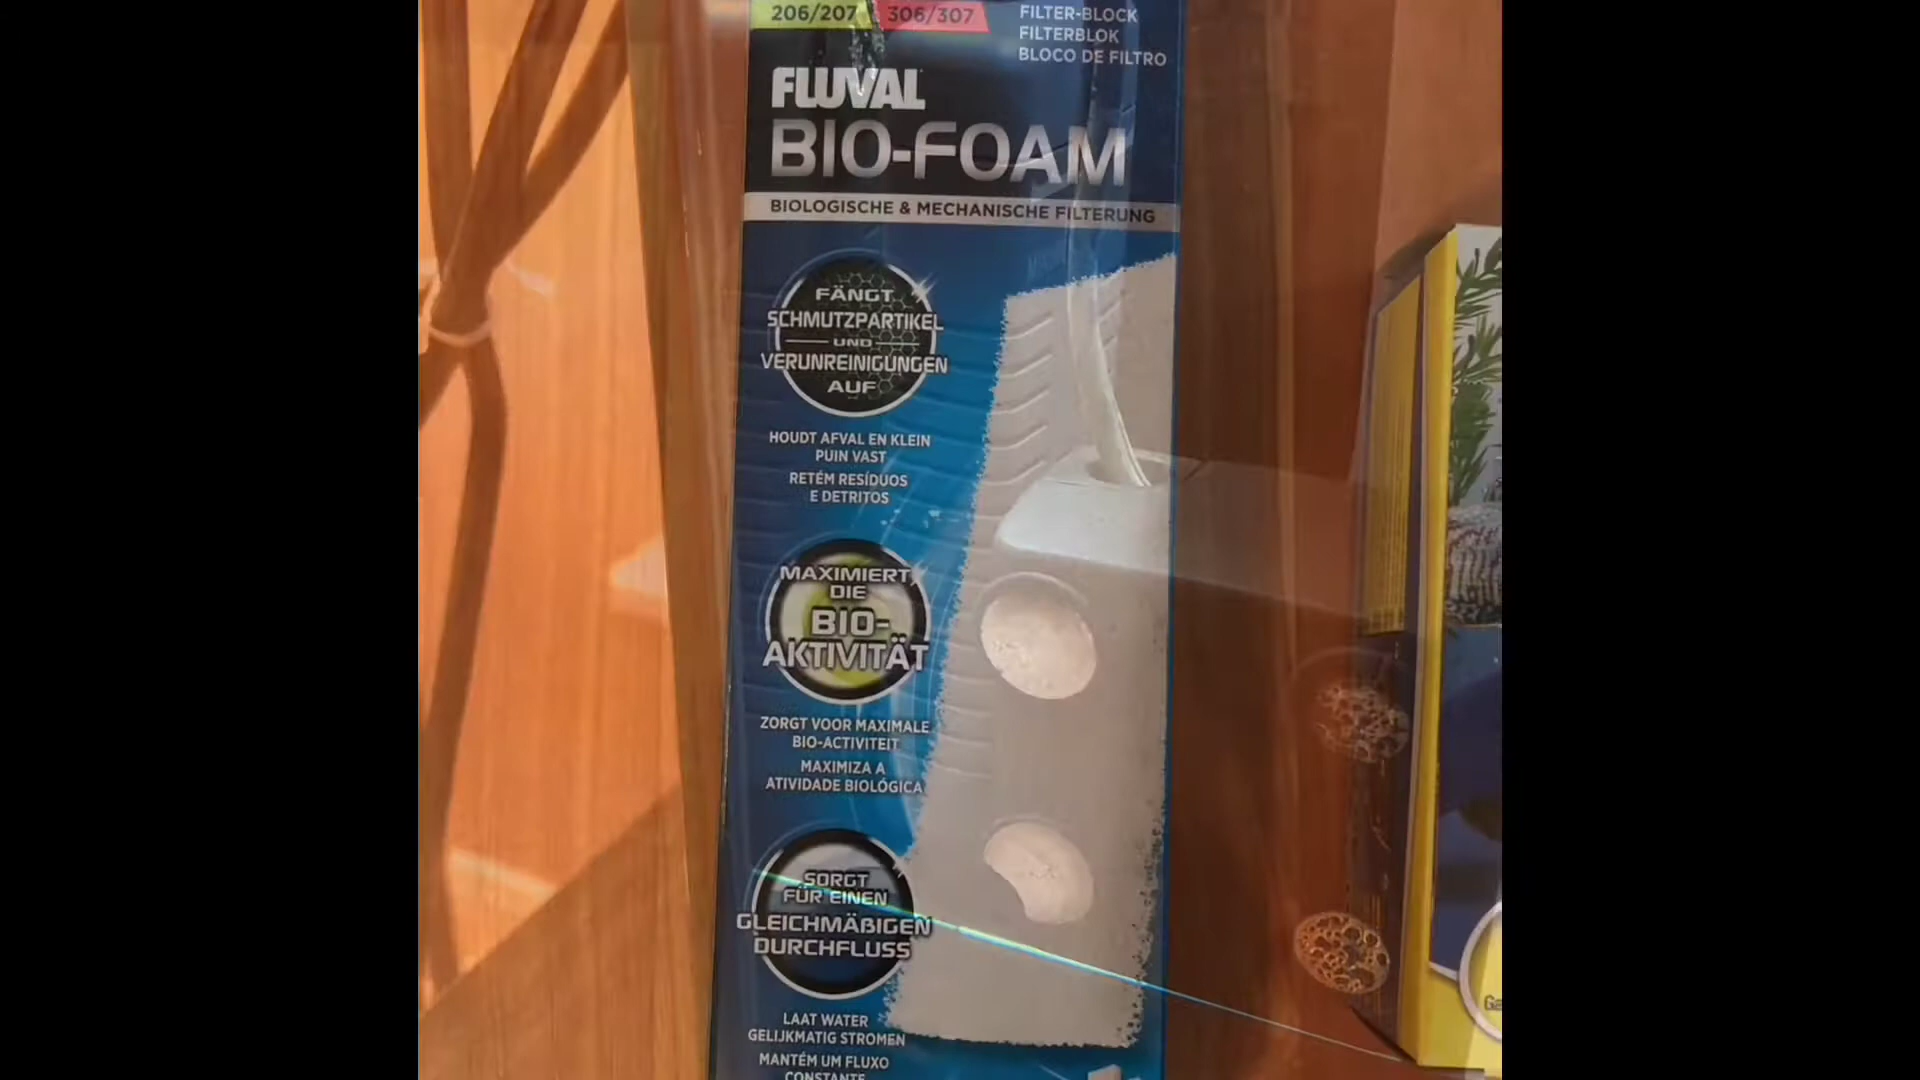 206/207 306/307
FILTER-BLOCK
FILTERBLOK
BLOCO DE FILTRO
FLUVAL
BIO-FOAM
BIOLOGISCHE & MECHANISCHE FILTERUNG
FÄNGT
SCHMUTZPARTIKEL
UND
VERUNREINIGUNGEN
AUF
HOUDT AFVAL EN KLEIN
PUIN VAST
RETÉM RESÍDUOS
E DETRITOS
MAXIMIERT
DIE
BIO-
AKTIVITÄT
ZORGT VOOR MAXIMALE
BIO-ACTIVITEIT
MAXIMIZA A
ATIVIDADE BIOLÓGICA
SORGT
FÜR EINEN
GLEICHMÄßIGEN
DURCHFLUSS
LAAT WATER
GELIJKMATIG STROMEN
MANTÉM UM FLUXO
CONSTANTE